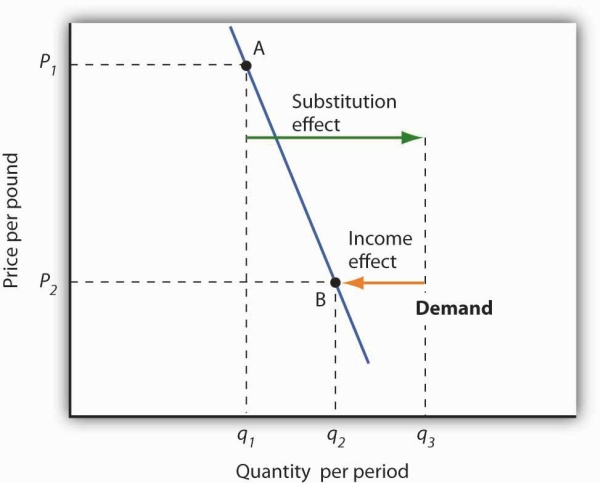 P1
A
Substitution
effect
Price per pound
Income
effect
P2
B
Demand
q1
q2
q3
Quantity per period